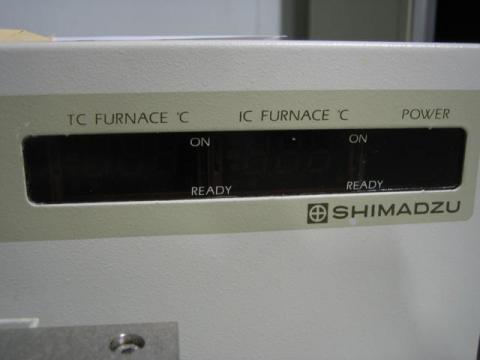 TC FURNACE °C IC FURNACE °C POWER
ON ON
READY READY
SHIMADZU